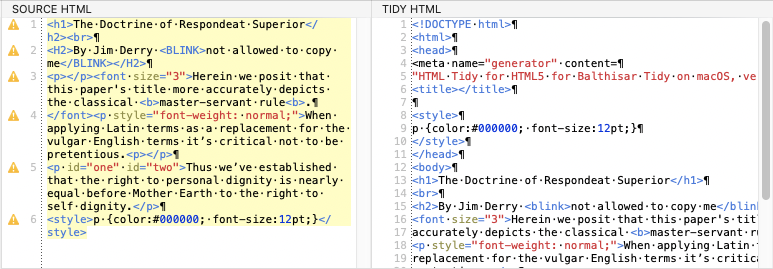 SOURCE HTML
1 <h1>The·Doctrine·of·Respondeat·Superior</
h2><br>¶
2 <H2>By·Jim·Derry·<BLINK>not·allowed·to·copy·
me</BLINK></H2>¶
3 <p></p><font·size="3">Herein·we·posit·that·
this·paper's·title·more·accurately·depicts·
the·classical·<b>master-servant·rule<b>.¶
4 </font><p·style="font-weight:·normal;">When·
applying·Latin·terms·as·a·replacement·for·the·
vulgar·English·terms·it’s·critical·not·to·be·
pretentious.<p></p>¶
5 <p·id="one"·id="two">Thus·we’ve·established·
that·the·right·to·personal·dignity·is·nearly·
equal·before·Mother·Earth·to·the·right·to·
self·dignity.</p>¶
6 <style>p·{color:#000000;·font-size:12pt;}</
style>
TIDY HTML
1 <!DOCTYPE·html>¶
2 <html>¶
3 <head>¶
4 <meta·name="generator"·content=¶
5 "HTML·Tidy·for·HTML5·for·Balthisar·Tidy·on·macOS,·ve
6 <title></title>¶
7 ¶
8 <style>¶
9 p·{color:#000000;·font-size:12pt;}¶
10 </style>¶
11 </head>¶
12 <body>¶
13 <h1>The·Doctrine·of·Respondeat·Superior</h1>¶
14 <br>¶
15 <h2>By·Jim·Derry·<blink>not·allowed·to·copy·me</blin
16 <font·size="3">Herein·we·posit·that·this·paper's·tit
17 accurately·depicts·the·classical·<b>master-servant·ru
18 <p·style="font-weight:·normal;">When·applying·Latin·t
19 replacement·for·the·vulgar·English·terms·it’s·critica